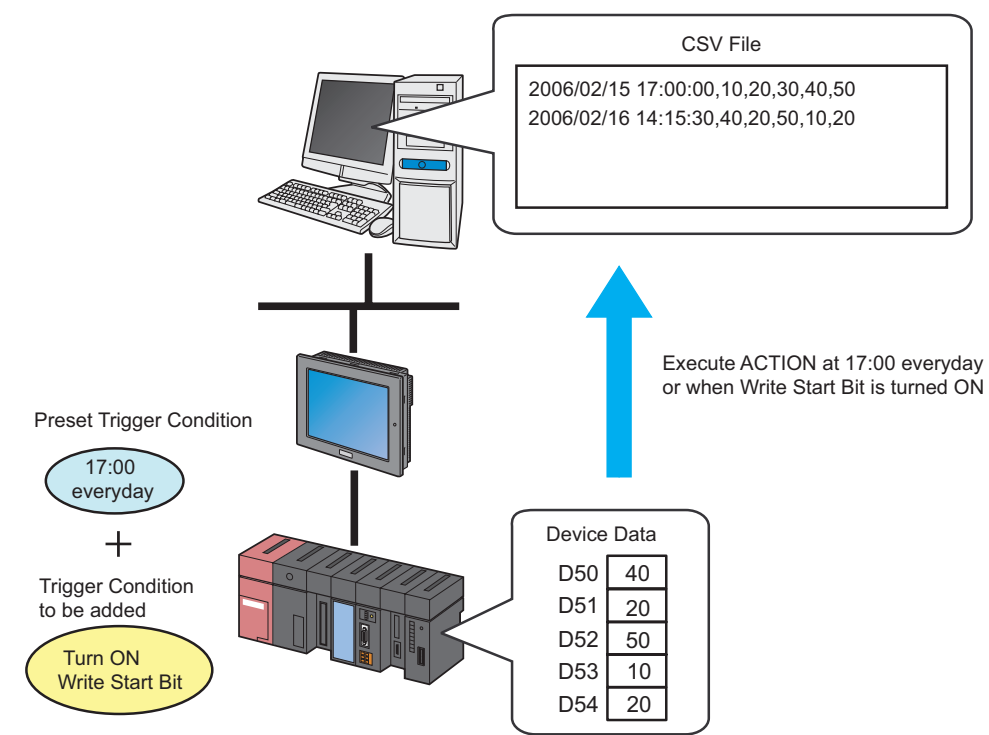 CSV File
2006/02/15 17:00:00,10,20,30,40,50
2006/02/16 14:15:30,40,20,50,10,20
Execute ACTION at 17:00 everyday
or when Write Start Bit is turned ON
Preset Trigger Condition
17:00
everyday
+
Trigger Condition
to be added
Turn ON
Write Start Bit
Device Data
D50 40
D51 20
D52 50
D53 10
D54 20